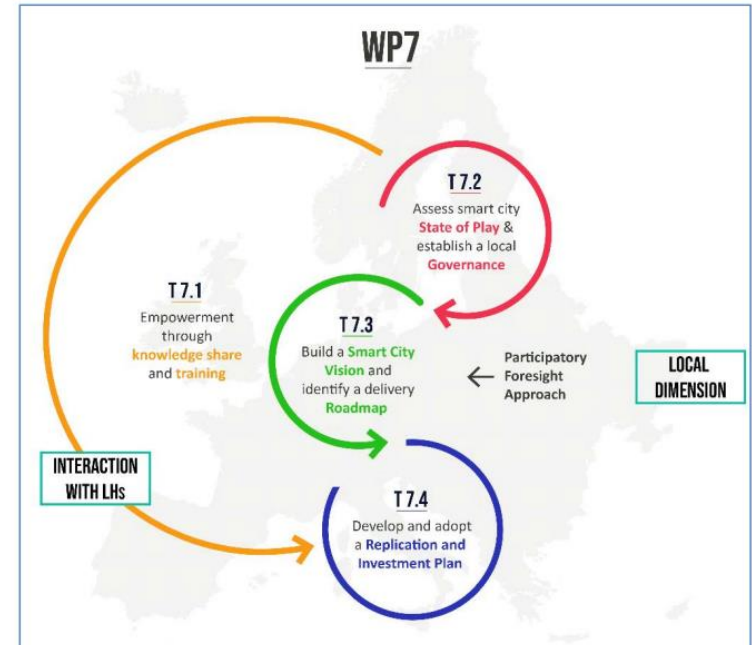 WP7
T 7.2
Assess smart city
State of Play &
establish a local
Governance
T 7.1
Empowerment
through
knowledge share
and training
T 7.3
Build a Smart City
Vision and
identify a delivery
Roadmap
Participatory
Foresight
Approach
LOCAL
DIMENSION
INTERACTION
WITH LHs
T 7.4
Develop and adopt
a Replication and
Investment Plan